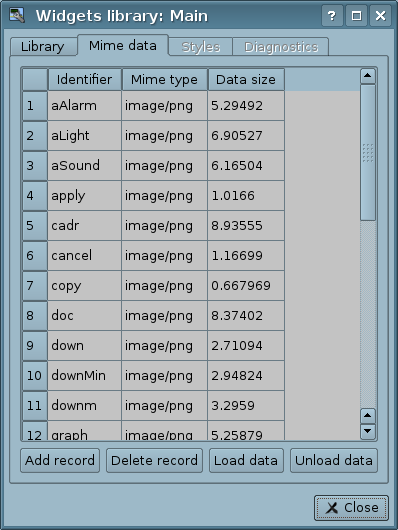 Widgets library: Main
Library Mime data Styles Diagnostics
Identifier Mime type Data size
1 aAlarm image/png 5.29492
2 aLight image/png 6.90527
3 aSound image/png 6.16504
4 apply image/png 1.0166
5 cadr image/png 8.93555
6 cancel image/png 1.16699
7 copy image/png 0.667969
8 doc image/png 8.37402
9 down image/png 2.71094
10 downMin image/png 2.94824
11 downm image/png 3.2959
12 graph image/png 5.25879
Add record Delete record Load data Unload data
Close